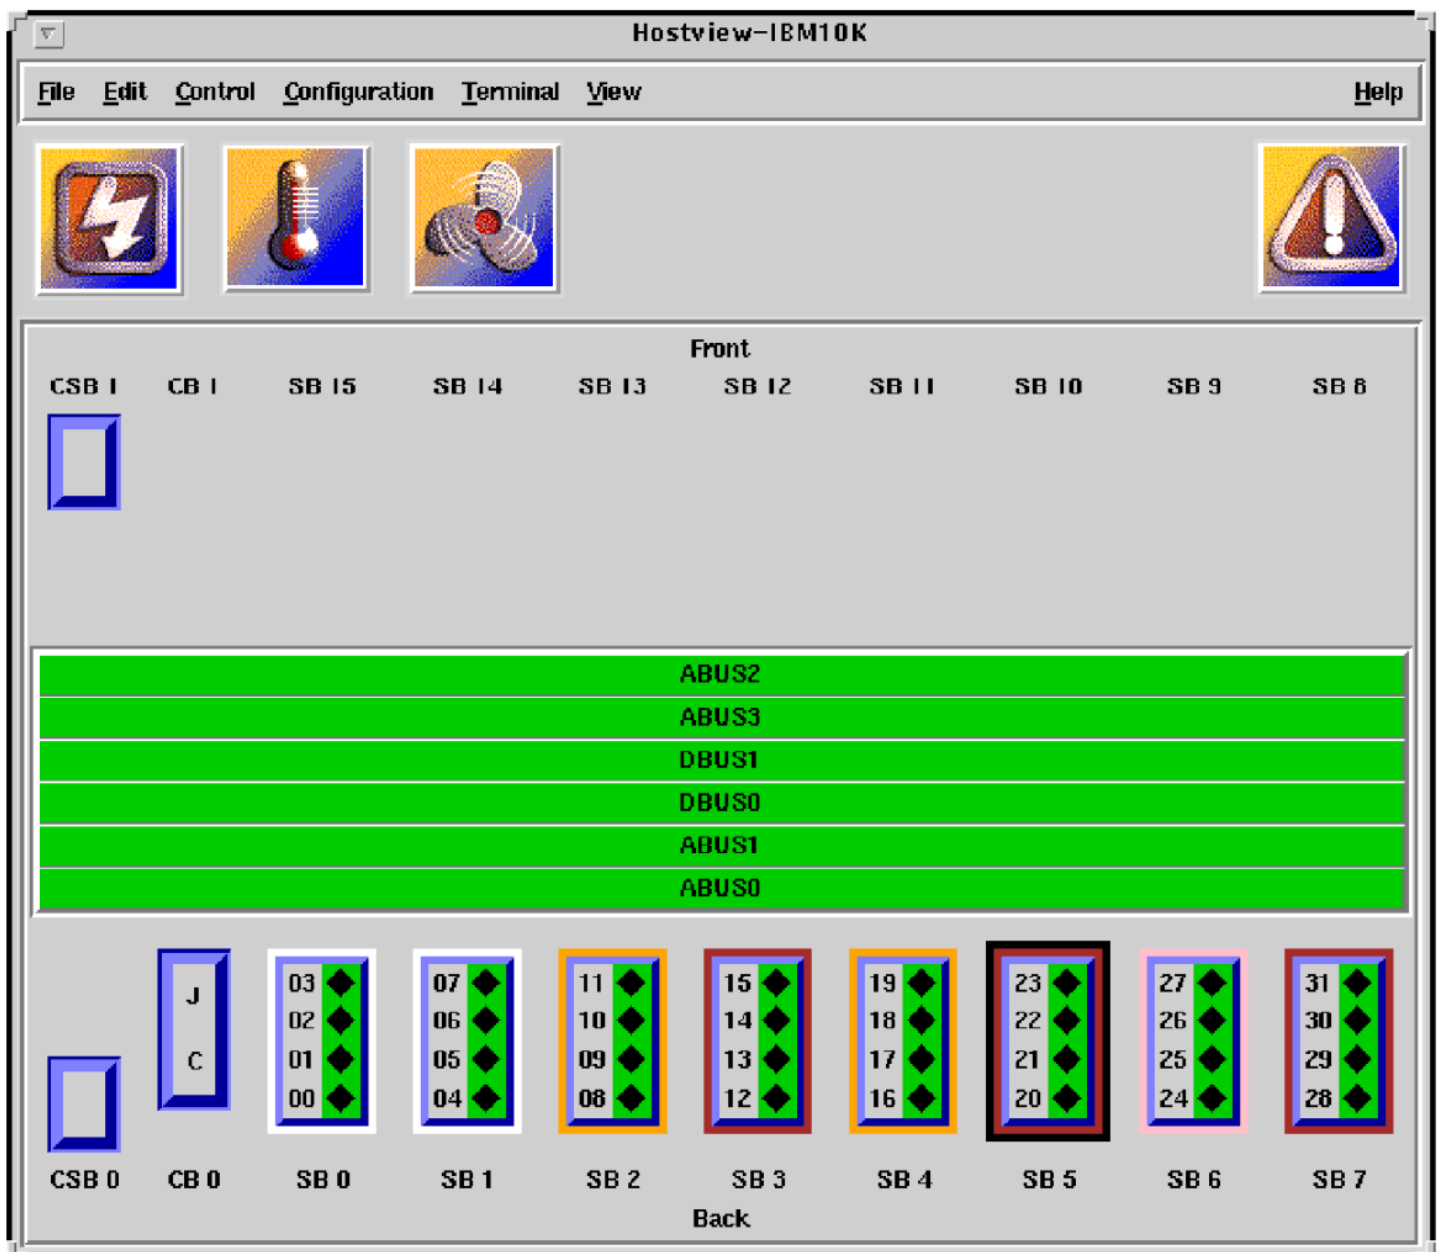 Hostview-IBM10K
File Edit Control Configuration Terminal View Help
Front
CSB 1 CB 1 SB 15 SB 14 SB 13 SB 12 SB 11 SB 10 SB 9 SB 8
ABUS2
ABUS3
DBUS1
DBUS0
ABUS1
ABUS0
J 03 07 11 15 19 23 27 31
02 06 10 14 18 22 26 30
C 01 05 09 13 17 21 25 29
00 04 08 12 16 20 24 28
CSB 0 CB 0 SB 0 SB 1 SB 2 SB 3 SB 4 SB 5 SB 6 SB 7
Back